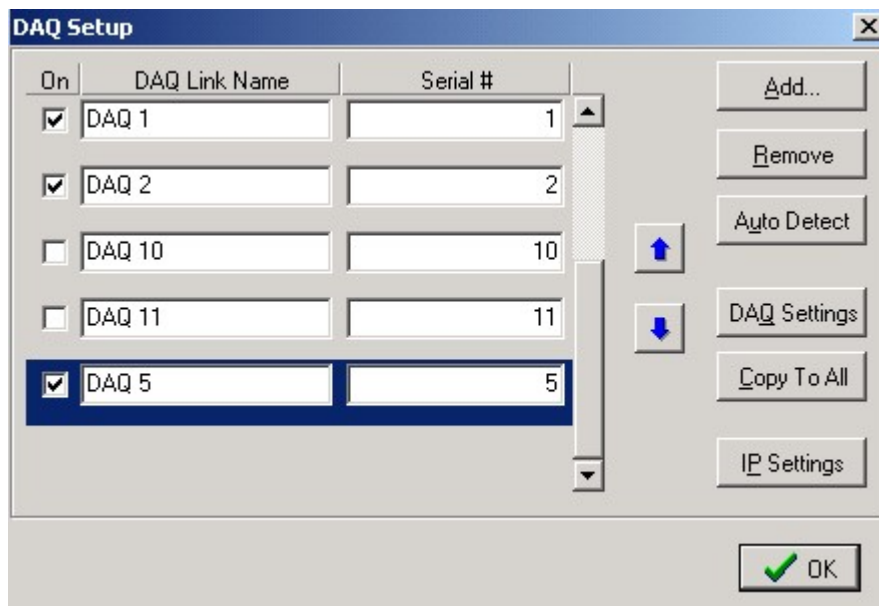 DAQ Setup
On DAQ Link Name Serial #
DAQ 1 1
DAQ 2 2
DAQ 10 10
DAQ 11 11
DAQ 5 5
Add...
Remove
Auto Detect
DAQ Settings
Copy To All
IP Settings
OK